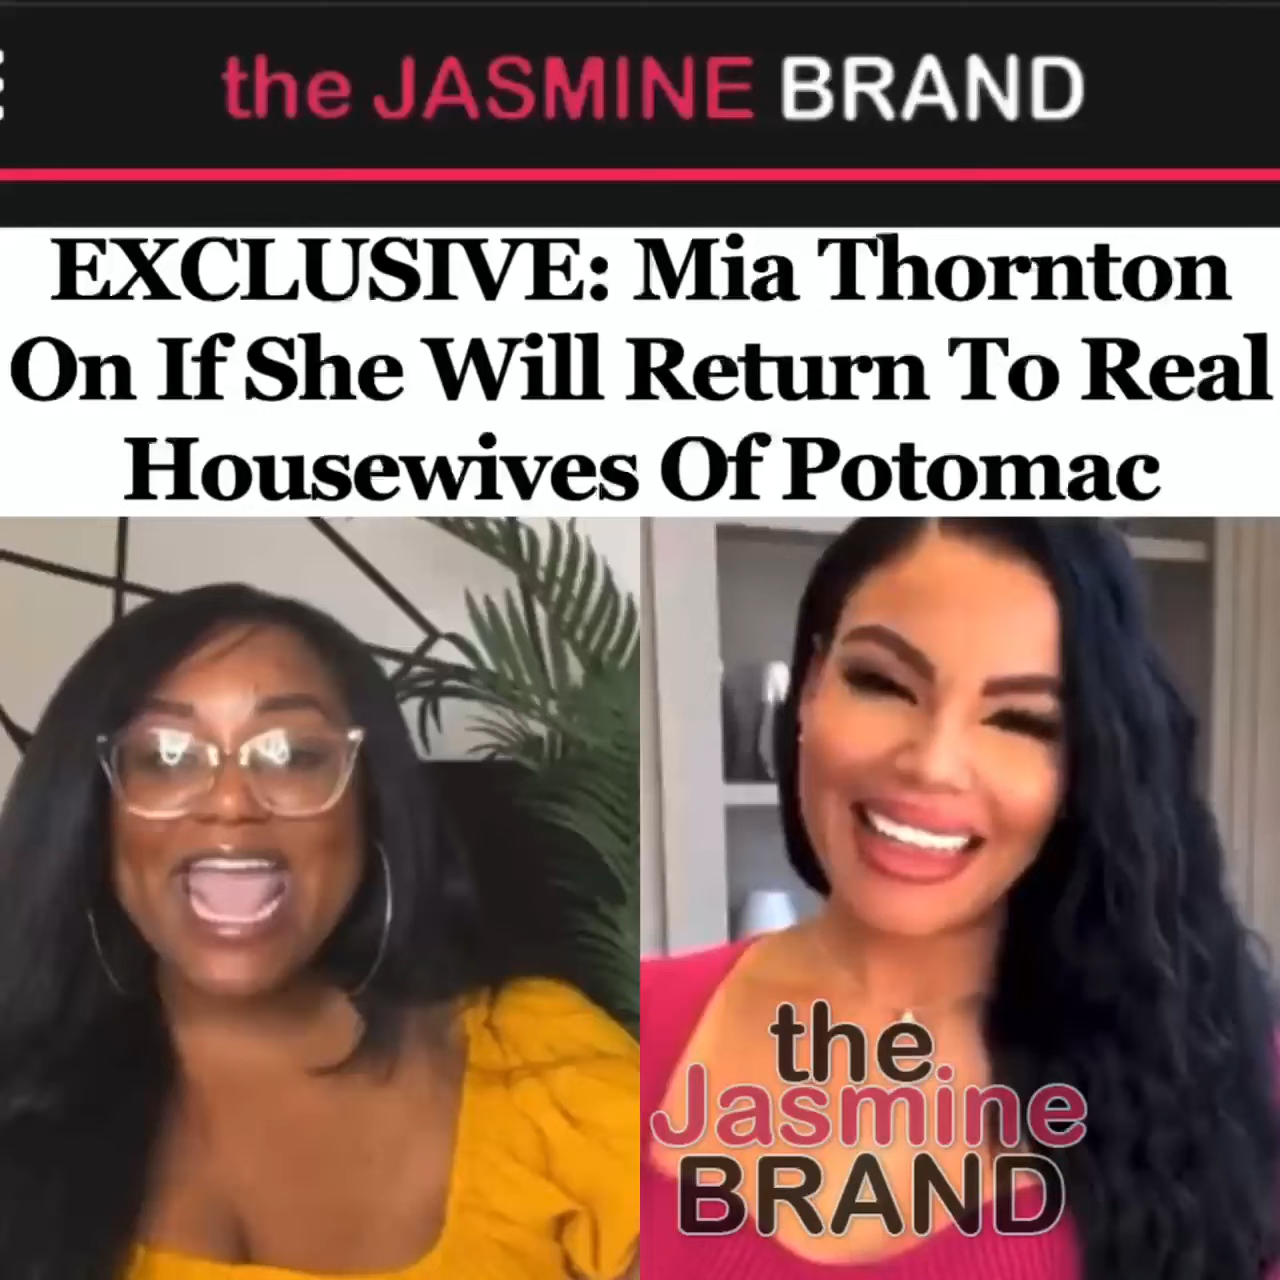 the JASMINE BRAND
EXCLUSIVE: Mia Thornton
On If She Will Return To Real
Housewives Of Potomac
the
Jasmine
BRAND